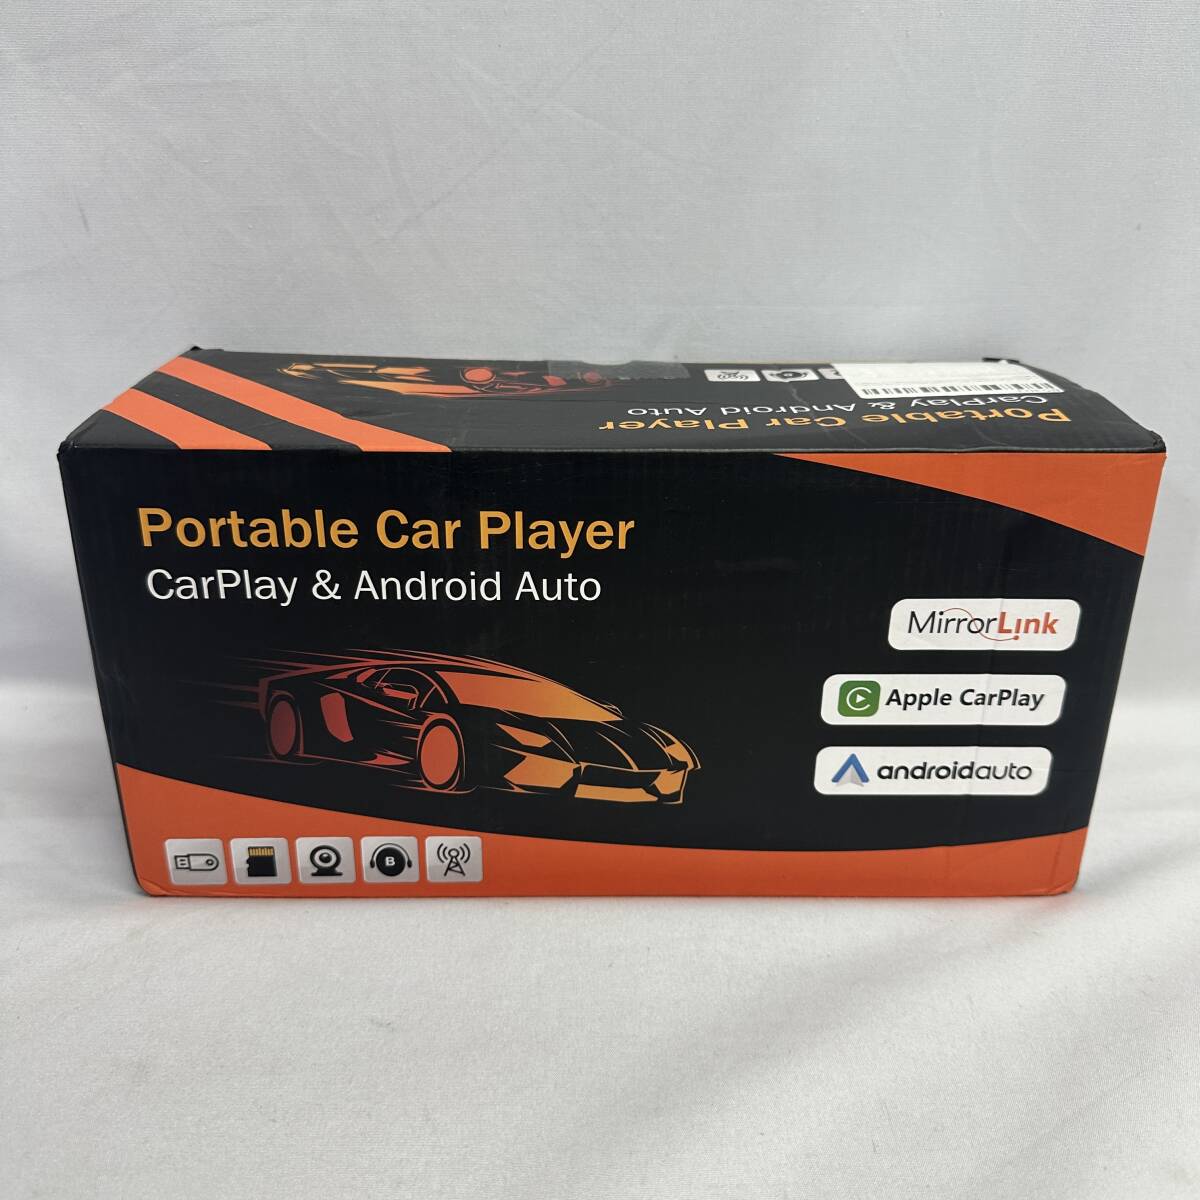 Portable Car Player
CarPlay & Android Auto
Portable Car Player
CarPlay & Android Auto
MirrorLink
Apple CarPlay
androidauto
B